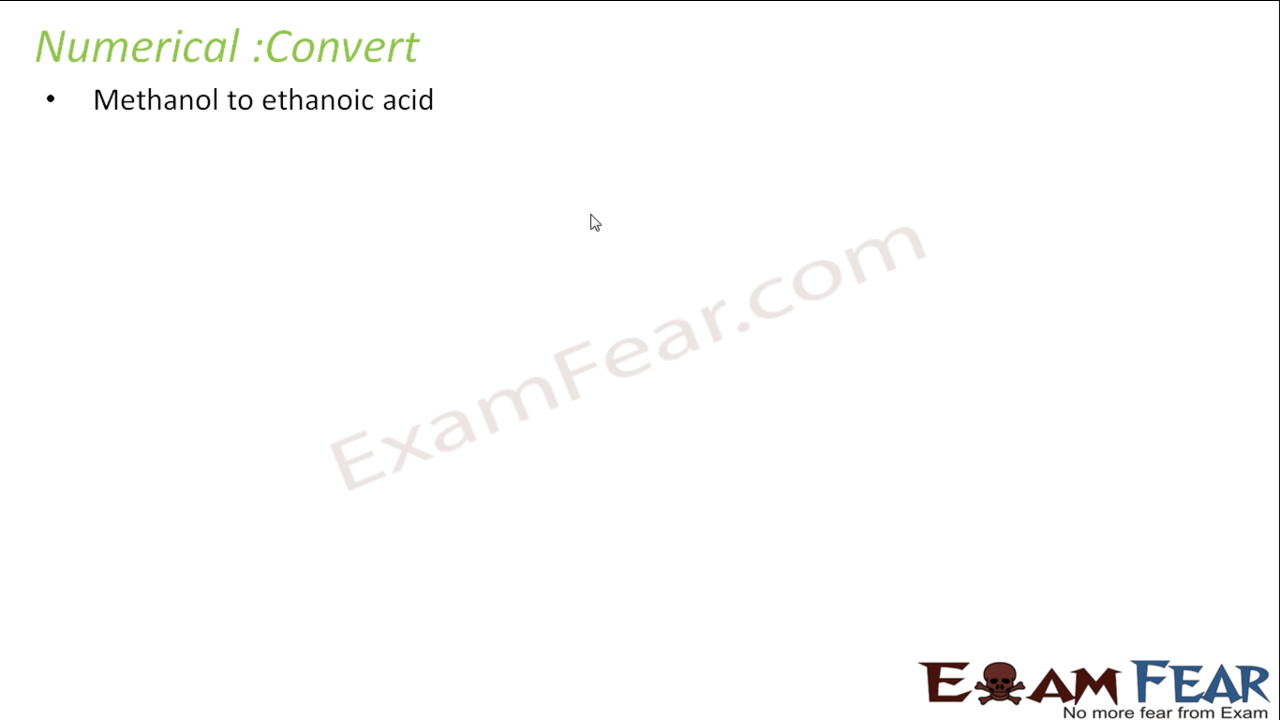 Numerical :Convert
• Methanol to ethanoic acid
ExamFear.com
EXAM FEAR
No more fear from Exam